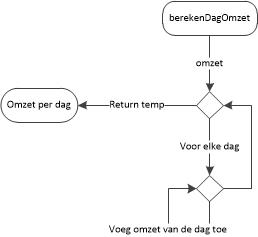 berekenDagOmzet
omzet
Omzet per dag
Return temp
Voor elke dag
Voeg omzet van de dag toe